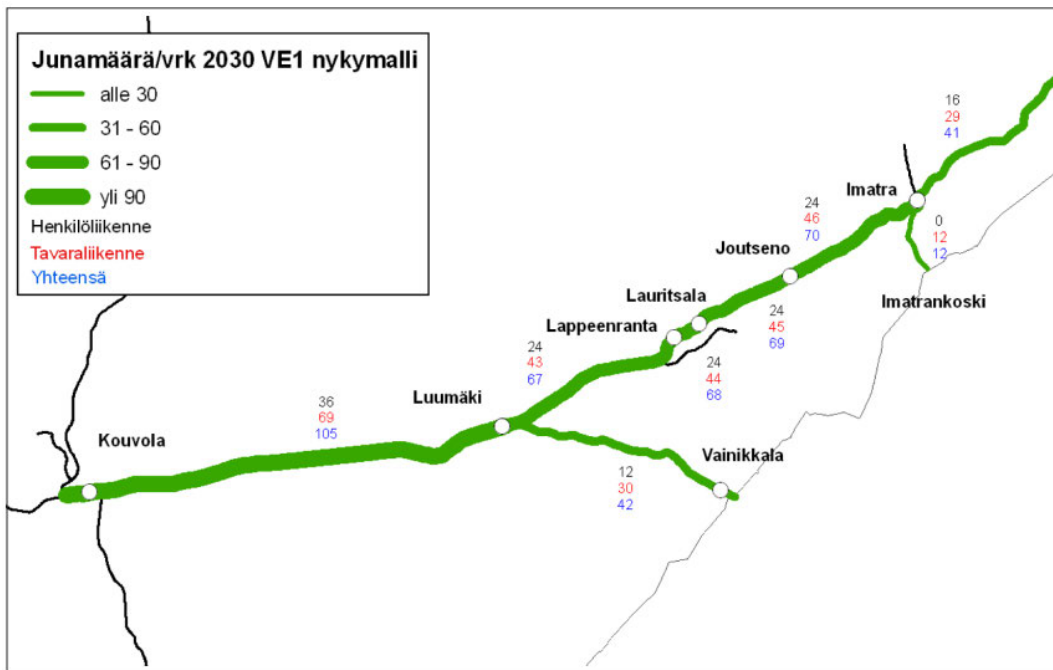 Junamäärä/vrk 2030 VE1 nykymalli
alle 30
31 - 60
61 - 90
yli 90
Henkilöliikenne
Tavaraliikenne
Yhteensä
16
29
41
Imatra
24
46
70
0
12
12
Joutseno
Imatrankoski
Lauritsala
24
45
69
Lappeenranta
24
43
67
24
44
68
Luumäki
36
69
105
Kouvola
Vainikkala
12
30
42